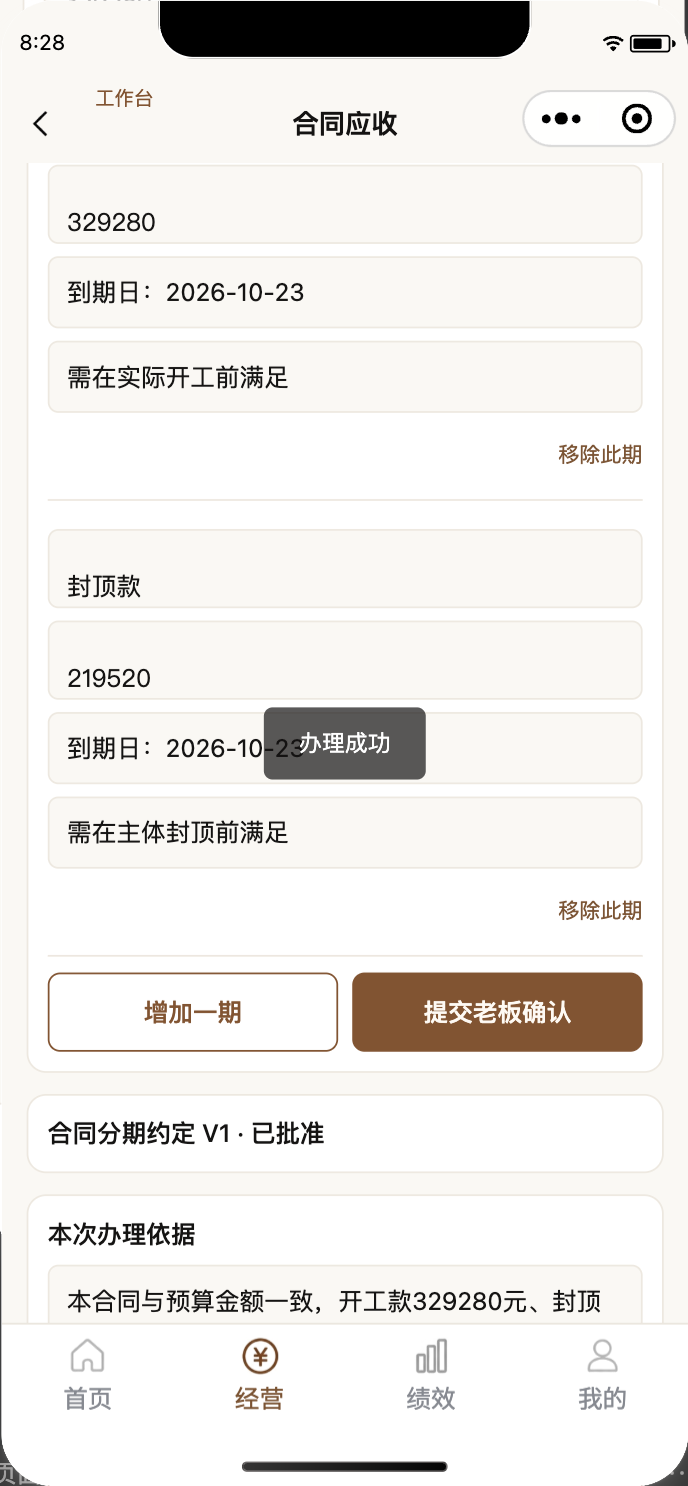 8:28
工作台
合同应收
329280
到期日：2026-10-23
需在实际开工前满足
移除此期
封顶款
219520
到期日：2026-10-23
办理成功
需在主体封顶前满足
移除此期
增加一期
提交老板确认
合同分期约定 V1 · 已批准
本次办理依据
本合同与预算金额一致，开工款329280元、封顶
首页
经营
绩效
我的